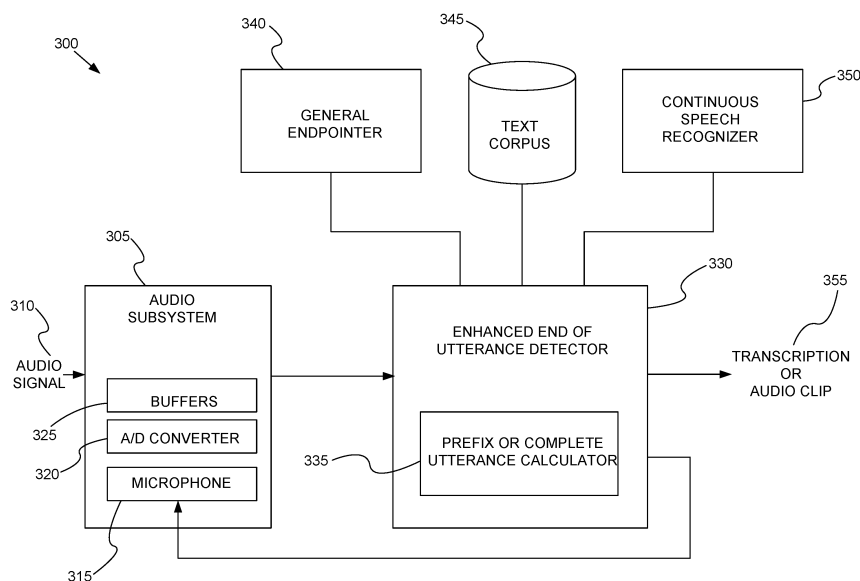 300
340
345
350
GENERAL
ENDPOINTER
TEXT
CORPUS
CONTINUOUS
SPEECH
RECOGNIZER
305
330
355
310
AUDIO
SUBSYSTEM
ENHANCED END OF
UTTERANCE DETECTOR
AUDIO
SIGNAL
TRANSCRIPTION
OR
AUDIO CLIP
BUFFERS
325
A/D CONVERTER
320
335
PREFIX OR COMPLETE
UTTERANCE CALCULATOR
MICROPHONE
315